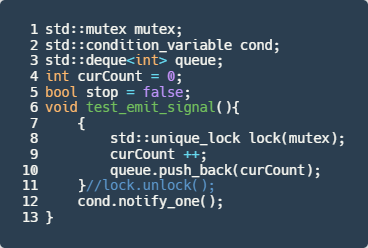 1 std::mutex mutex;
2 std::condition_variable cond;
3 std::deque<int> queue;
4 int curCount = 0;
5 bool stop = false;
6 void test_emit_signal(){
7     {
8         std::unique_lock lock(mutex);
9         curCount ++;
10         queue.push_back(curCount);
11     }//lock.unlock();
12     cond.notify_one();
13 }